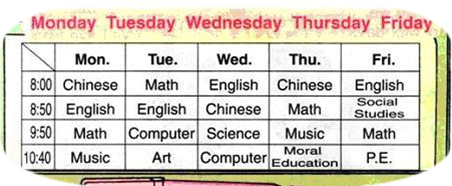 Monday Tuesday Wednesday Thursday Friday
Mon. Tue. Wed. Thu. Fri.
8:00 Chinese Math English Chinese English
8:50 English English Chinese Math Social Studies
9:50 Math Computer Science Music Math
10:40 Music Art Computer Moral Education P.E.